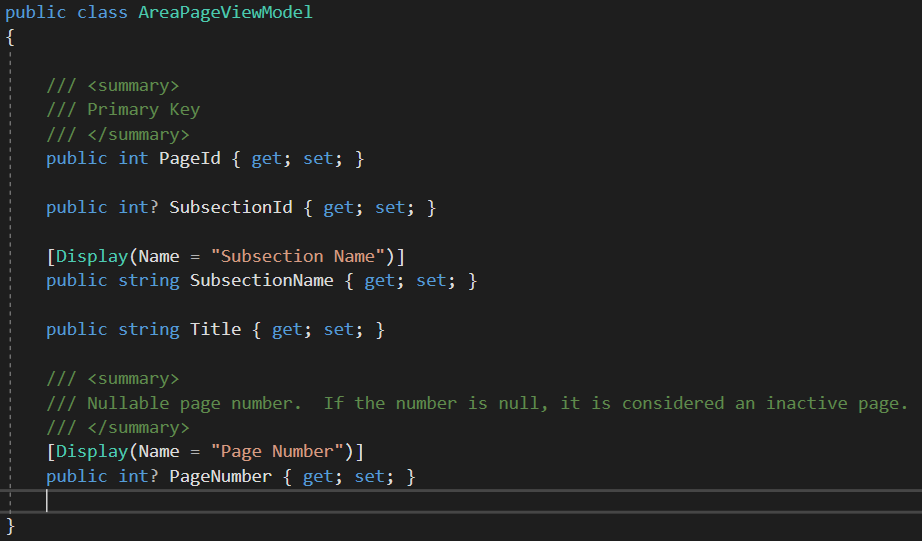 public class AreaPageViewModel
{
/// <summary>
/// Primary Key
/// </summary>
public int PageId { get; set; }
public int? SubsectionId { get; set; }
[Display(Name = "Subsection Name")]
public string SubsectionName { get; set; }
public string Title { get; set; }
/// <summary>
/// Nullable page number.  If the number is null, it is considered an inactive page.
/// </summary>
[Display(Name = "Page Number")]
public int? PageNumber { get; set; }
}